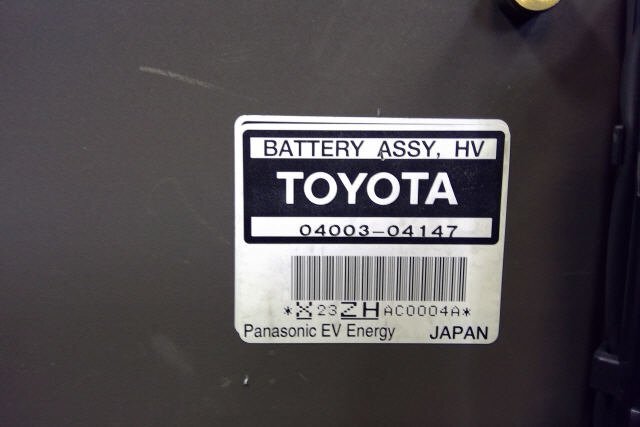 BATTERY ASSY, HV
TOYOTA
04003-04147
*X23ZHAC0004A*
Panasonic EV Energy JAPAN